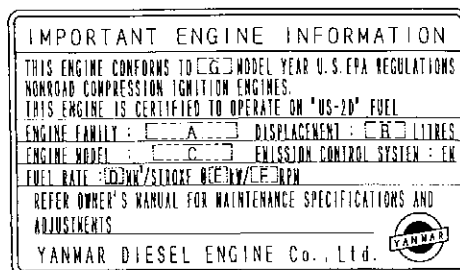 IMPORTANT ENGINE INFORMATION
THIS ENGINE CONFORMS TO G MODEL YEAR U.S. EPA REGULATIONS
NONROAD COMPRESSION IGNITION ENGINES.
THIS ENGINE IS CERTIFIED TO OPERATE ON "US-2D" FUEL
ENGINE FAMILY : A DISPLACEMENT : B LITRES
ENGINE MODEL : C EMISSION CONTROL SYSTEM : EM
FUEL RATE : D MM³/STROKE @ E kW/ F RPM
REFER OWNER'S MANUAL FOR MAINTENANCE SPECIFICATIONS AND
ADJUSTMENTS
YANMAR DIESEL ENGINE Co., Ltd. YANMAR